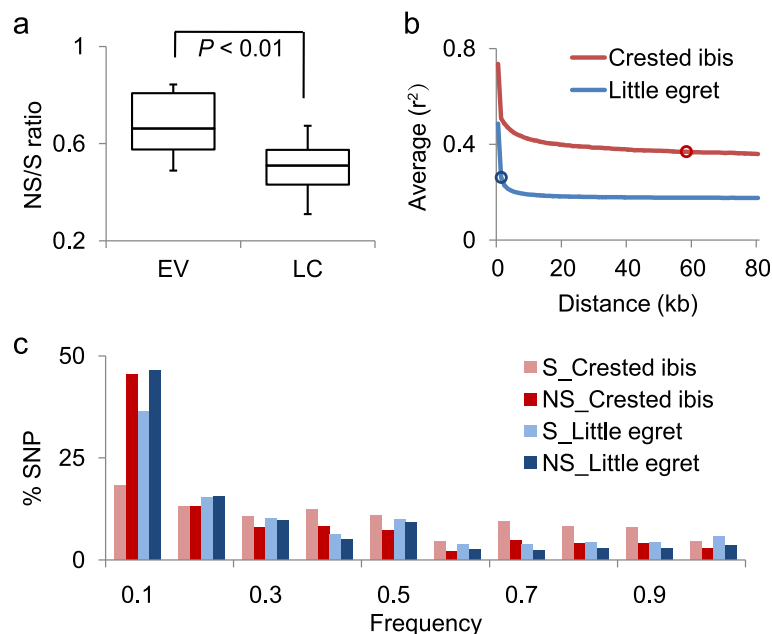 a
P < 0.01
NS/S ratio
1
0.6
0.2
EV
LC
b
Crested ibis
Little egret
Average (r²)
0.8
0.4
0
0
20
40
60
80
Distance (kb)
c
S_Crested ibis
NS_Crested ibis
S_Little egret
NS_Little egret
% SNP
50
25
0
0.1
0.3
0.5
0.7
0.9
Frequency